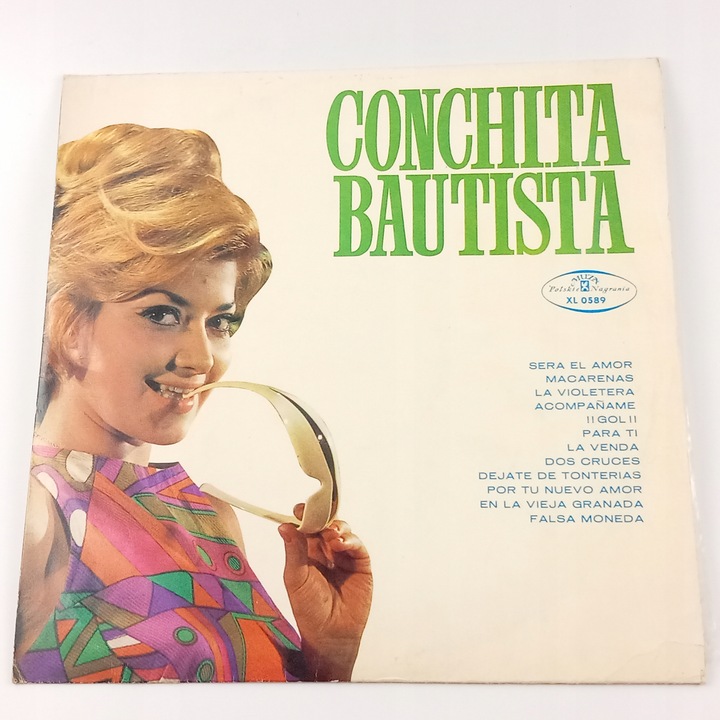 CONCHITA
BAUTISTA
MUZA
Polskie Nagrania
XL 0589
SERA EL AMOR
MACARENAS
LA VIOLETERA
ACOMPAÑAME
!!GOL!!
PARA TI
LA VENDA
DOS CRUCES
DEJATE DE TONTERIAS
POR TU NUEVO AMOR
EN LA VIEJA GRANADA
FALSA MONEDA